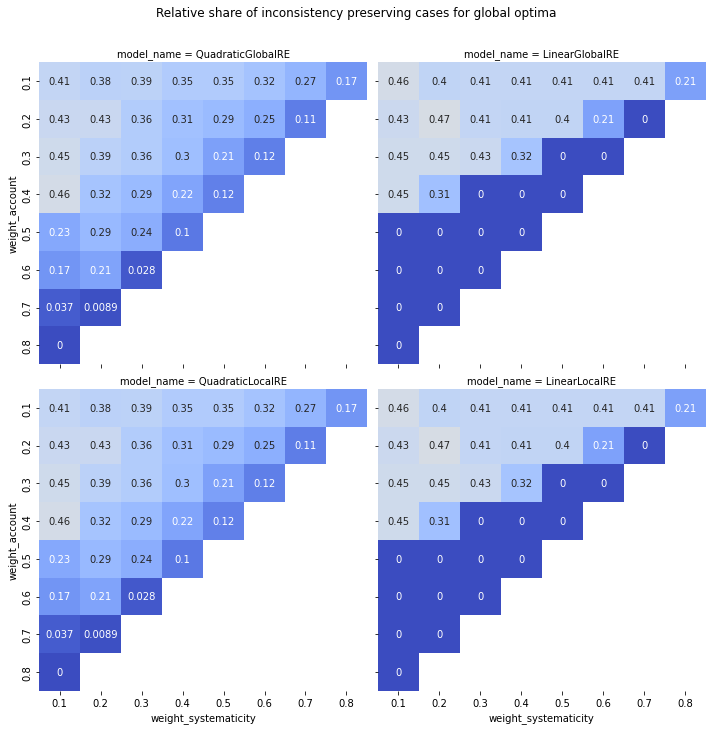 Relative share of inconsistency preserving cases for global optima
model_name = QuadraticGlobalIRE
0.1 0.41 0.38 0.39 0.35 0.35 0.32 0.27 0.17
0.2 0.43 0.43 0.36 0.31 0.29 0.25 0.11
0.3 0.45 0.39 0.36 0.3 0.21 0.12
0.4 0.46 0.32 0.29 0.22 0.12
0.5 0.23 0.29 0.24 0.1
0.6 0.17 0.21 0.028
0.7 0.037 0.0089
0.8 0
weight_account
model_name = LinearGlobalIRE
0.46 0.4 0.41 0.41 0.41 0.41 0.41 0.21
0.43 0.47 0.41 0.41 0.4 0.21 0
0.45 0.45 0.43 0.32 0 0
0.45 0.31 0 0 0
0 0 0 0
0 0 0
0 0
0
model_name = QuadraticLocalIRE
0.1 0.41 0.38 0.39 0.35 0.35 0.32 0.27 0.17
0.2 0.43 0.43 0.36 0.31 0.29 0.25 0.11
0.3 0.45 0.39 0.36 0.3 0.21 0.12
0.4 0.46 0.32 0.29 0.22 0.12
0.5 0.23 0.29 0.24 0.1
0.6 0.17 0.21 0.028
0.7 0.037 0.0089
0.8 0
weight_account
0.1 0.2 0.3 0.4 0.5 0.6 0.7 0.8
weight_systematicity
model_name = LinearLocalIRE
0.46 0.4 0.41 0.41 0.41 0.41 0.41 0.21
0.43 0.47 0.41 0.41 0.4 0.21 0
0.45 0.45 0.43 0.32 0 0
0.45 0.31 0 0 0
0 0 0 0
0 0 0
0 0
0
0.1 0.2 0.3 0.4 0.5 0.6 0.7 0.8
weight_systematicity